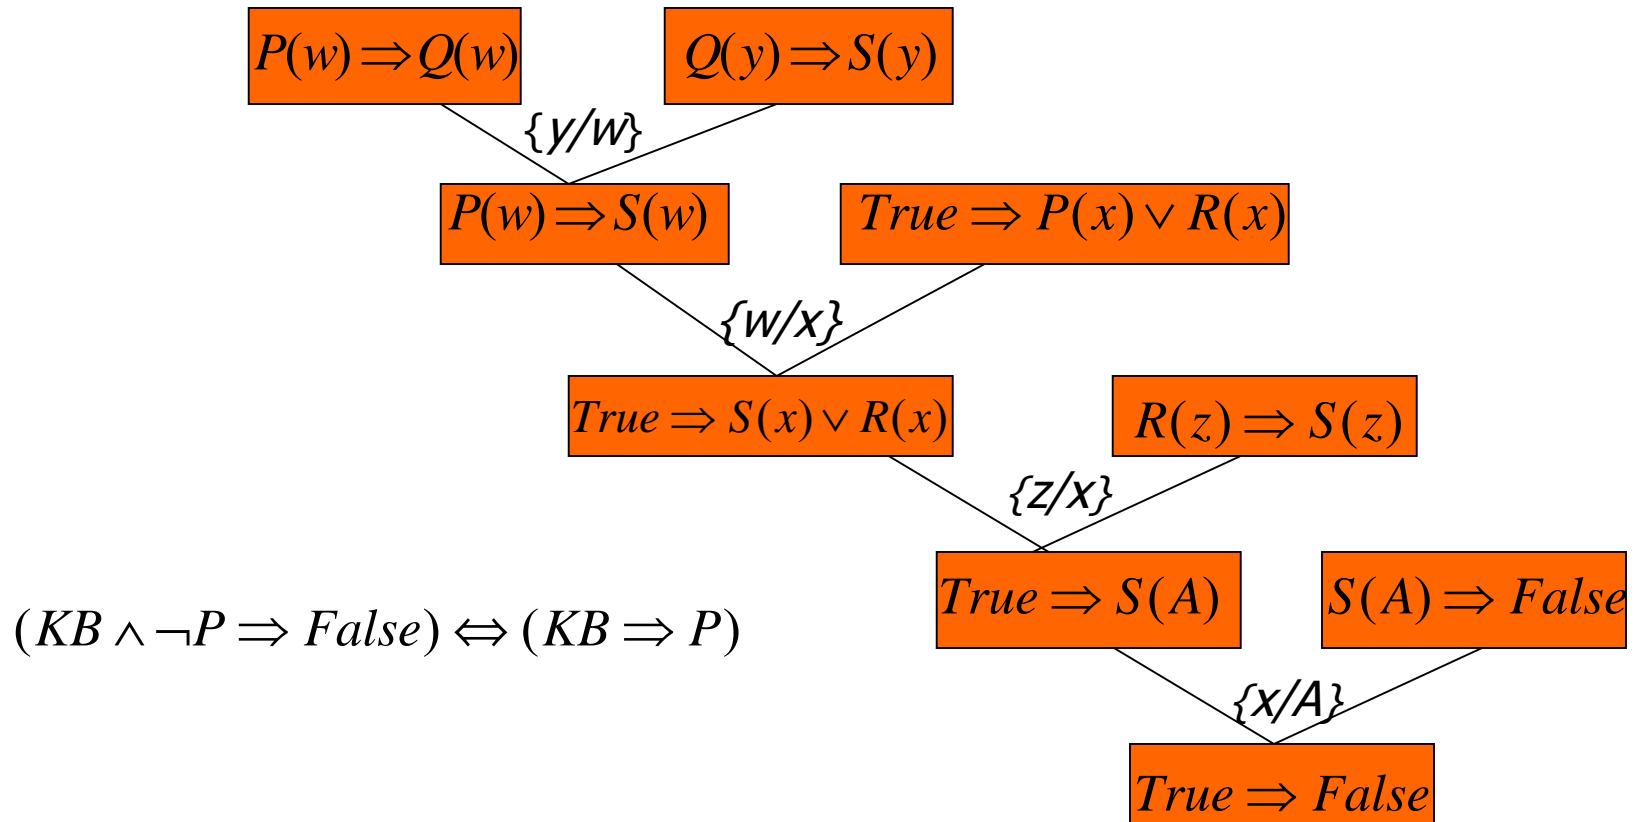 P(w) ⇒ Q(w)
Q(y) ⇒ S(y)
{y/w}
P(w) ⇒ S(w)
True ⇒ P(x) ∨ R(x)
{w/x}
True ⇒ S(x) ∨ R(x)
R(z) ⇒ S(z)
{z/x}
True ⇒ S(A)
S(A) ⇒ False
(KB ∧ ¬P ⇒ False) ⇔ (KB ⇒ P)
{x/A}
True ⇒ False